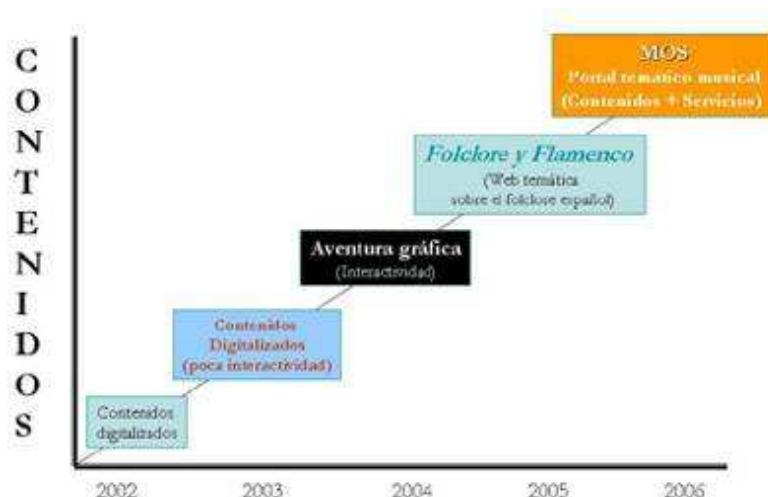 CONTENIDOS
MOS
Portal temático musical
(Contenidos + Servicios)
Folclore y Flamenco
(Web temática
sobre el folclore español)
Aventura gráfica
(Interactividad)
Contenidos
Digitalizados
(poca interactividad)
Contenidos
digitalizados
2002 2003 2004 2005 2006